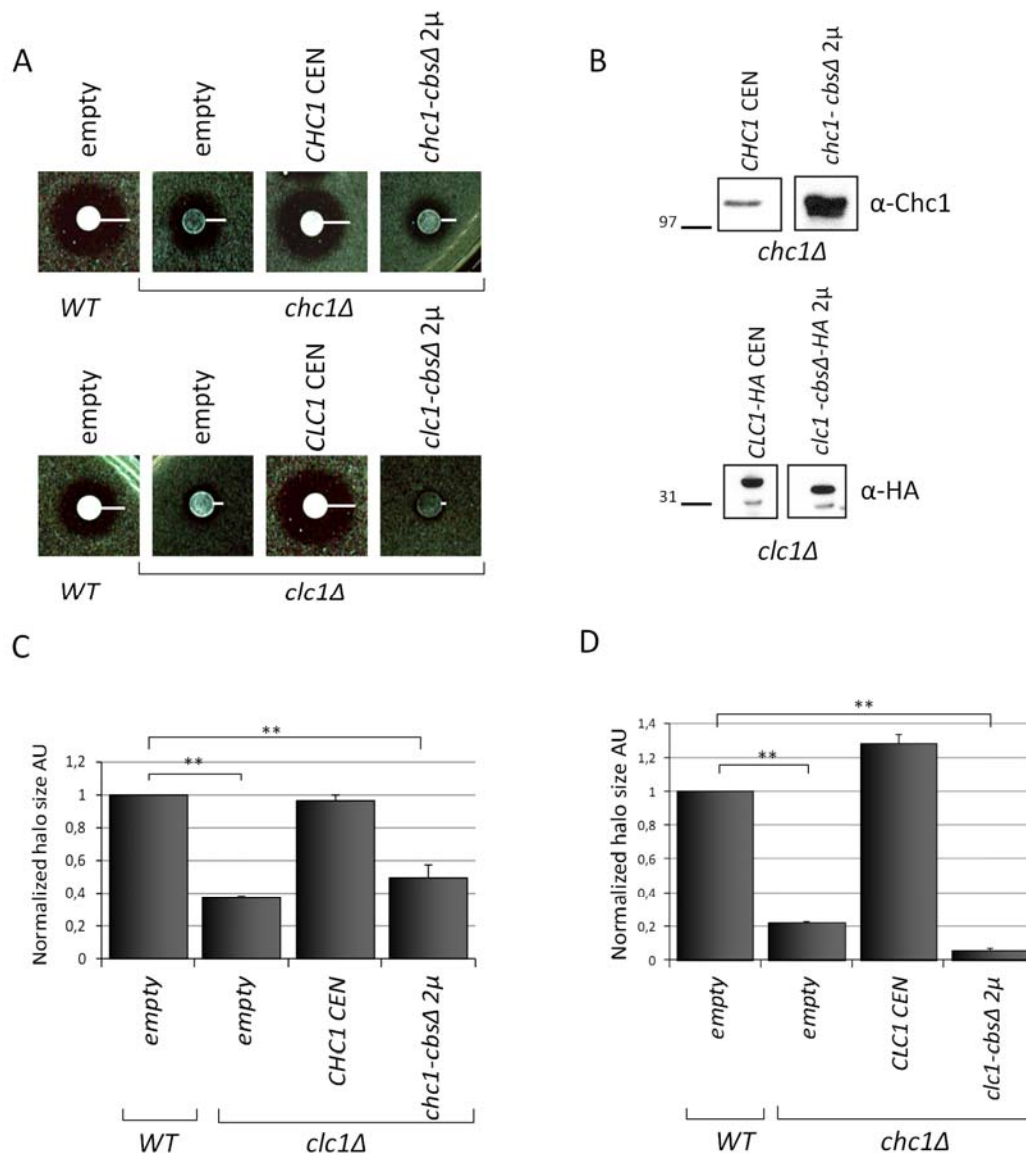 A
empty
empty
CHC1 CEN
chc1-cbsΔ 2µ
WT
chc1Δ
empty
empty
CLC1 CEN
clc1-cbsΔ 2µ
WT
clc1Δ
B
CHC1 CEN
chc1- cbsΔ 2µ
97
α-Chc1
chc1Δ
CLC1-HA CEN
clc1 -cbsΔ-HA 2µ
31
α-HA
clc1Δ
C
Normalized halo size AU
1,2
1
0,8
0,6
0,4
0,2
0
**
**
empty
empty
CHC1 CEN
chc1-cbsΔ 2µ
WT
clc1Δ
D
Normalized halo size AU
1,4
1,2
1
0,8
0,6
0,4
0,2
0
**
**
empty
empty
CLC1 CEN
clc1-cbsΔ 2µ
WT
chc1Δ